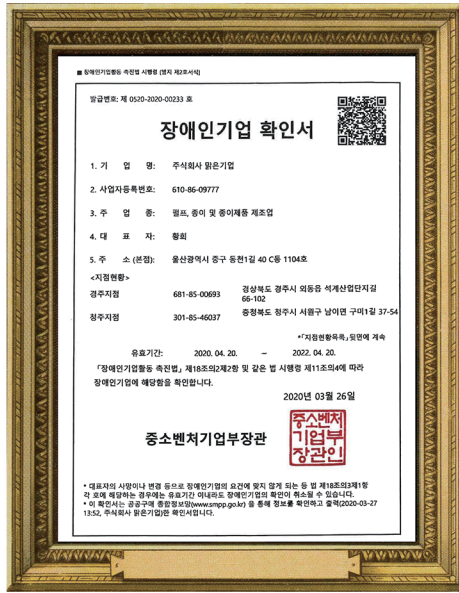 ■ 장애인기업활동 촉진법 시행령 [별지 제2호서식]
발급번호: 제 0520-2020-00233 호
장애인기업 확인서
1. 기 업 명: 주식회사 맑은기업
2. 사업자등록번호: 610-86-09777
3. 주 업 종: 펄프, 종이 및 종이제품 제조업
4. 대 표 자: 황희
5. 주 소 (본점): 울산광역시 중구 동천1길 40 C동 1104호
<지점현황>
경주지점 681-85-00693 경상북도 경주시 외동읍 석계산업단지길 66-102
청주지점 301-85-46037 충청북도 청주시 서원구 남이면 구미1길 37-54
*「지점현황목록」뒷면에 계속
유효기간: 2020. 04. 20. ~ 2022. 04. 20.
「장애인기업활동 촉진법」제18조의2제2항 및 같은 법 시행령 제11조의4에 따라
장애인기업에 해당함을 확인합니다.
2020년 03월 26일
중소벤처기업부장관
중소벤처
기업부
장관인
* 대표자의 사망이나 변경 등으로 장애인기업의 요건에 맞지 않게 되는 등 법 제18조의3제1항
각 호에 해당하는 경우에는 유효기간 이내라도 장애인기업의 확인이 취소될 수 있습니다.
* 이 확인서는 공공구매 종합정보망(www.smpp.go.kr) 을 통해 정보를 확인하고 출력(2020-03-27
13:52, 주식회사 맑은기업)한 확인서입니다.